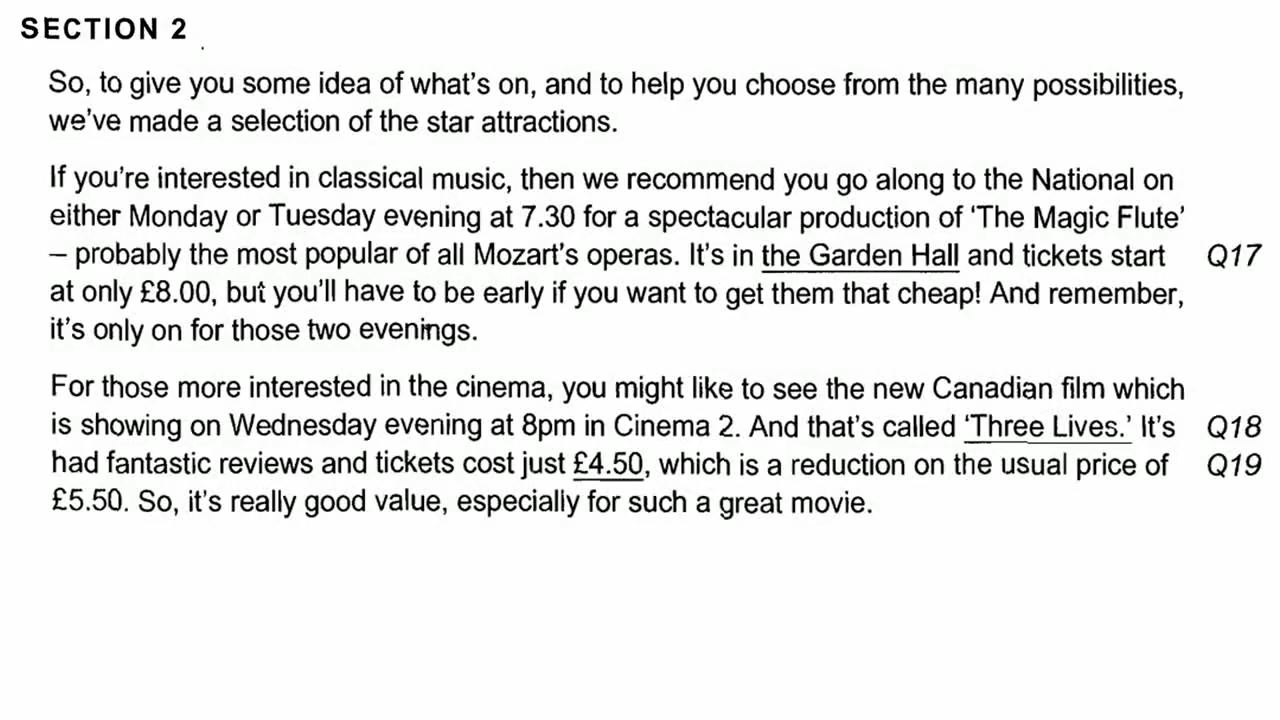 SECTION 2
So, to give you some idea of what's on, and to help you choose from the many possibilities,
we've made a selection of the star attractions.
If you're interested in classical music, then we recommend you go along to the National on
either Monday or Tuesday evening at 7.30 for a spectacular production of 'The Magic Flute'
– probably the most popular of all Mozart's operas. It's in the Garden Hall and tickets start Q17
at only £8.00, but you'll have to be early if you want to get them that cheap! And remember,
it's only on for those two evenings.
For those more interested in the cinema, you might like to see the new Canadian film which
is showing on Wednesday evening at 8pm in Cinema 2. And that's called 'Three Lives.' It's Q18
had fantastic reviews and tickets cost just £4.50, which is a reduction on the usual price of Q19
£5.50. So, it's really good value, especially for such a great movie.